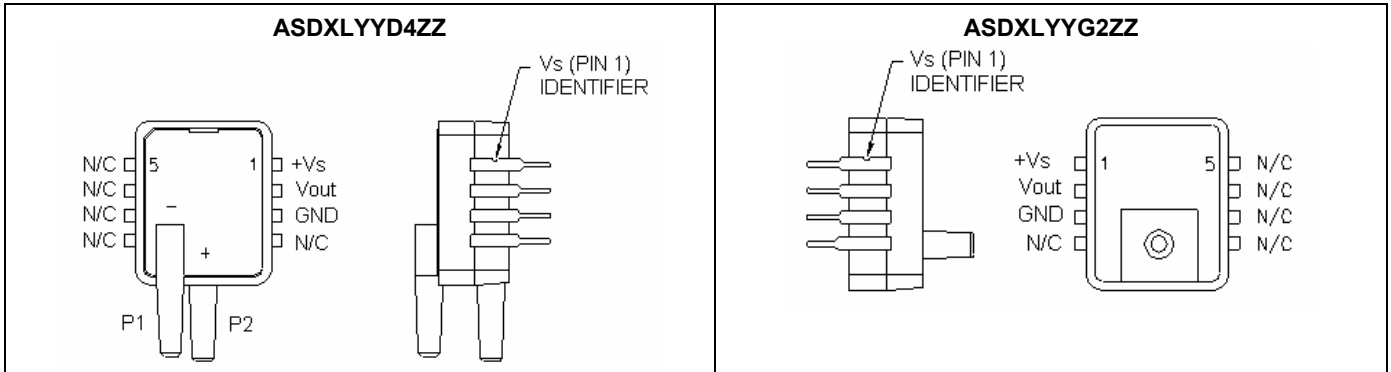 ASDXLYYD4ZZ
Vs (PIN 1)
IDENTIFIER
N/C 5 1 +Vs
N/C Vout
N/C - GND
N/C + N/C
P1 P2
ASDXLYYG2ZZ
Vs (PIN 1)
IDENTIFIER
+Vs 1 5 N/C
Vout N/C
GND N/C
N/C N/C